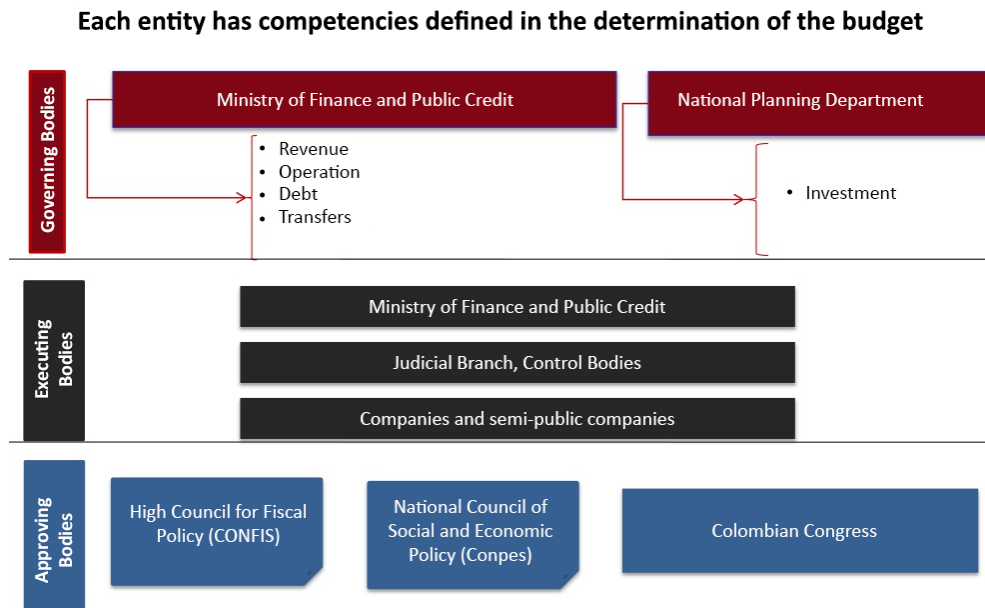 Each entity has competencies defined in the determination of the budget
Governing Bodies
Ministry of Finance and Public Credit
• Revenue
• Operation
• Debt
• Transfers
National Planning Department
• Investment
Executing
Bodies
Ministry of Finance and Public Credit
Judicial Branch, Control Bodies
Companies and semi-public companies
Approving
Bodies
High Council for Fiscal
Policy (CONFIS)
National Council of
Social and Economic
Policy (Conpes)
Colombian Congress